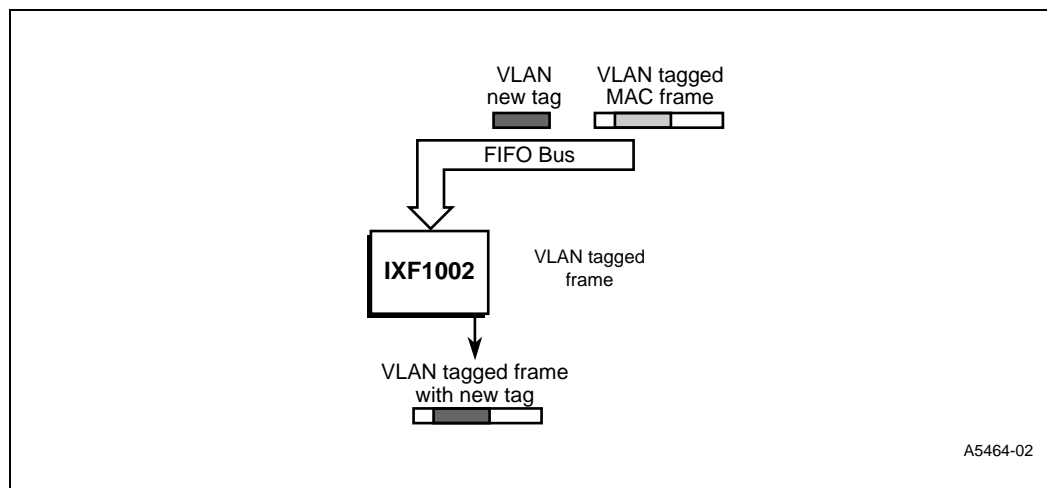 VLAN
new tag
VLAN tagged
MAC frame
FIFO Bus
IXF1002
VLAN tagged
frame
VLAN tagged frame
with new tag
A5464-02